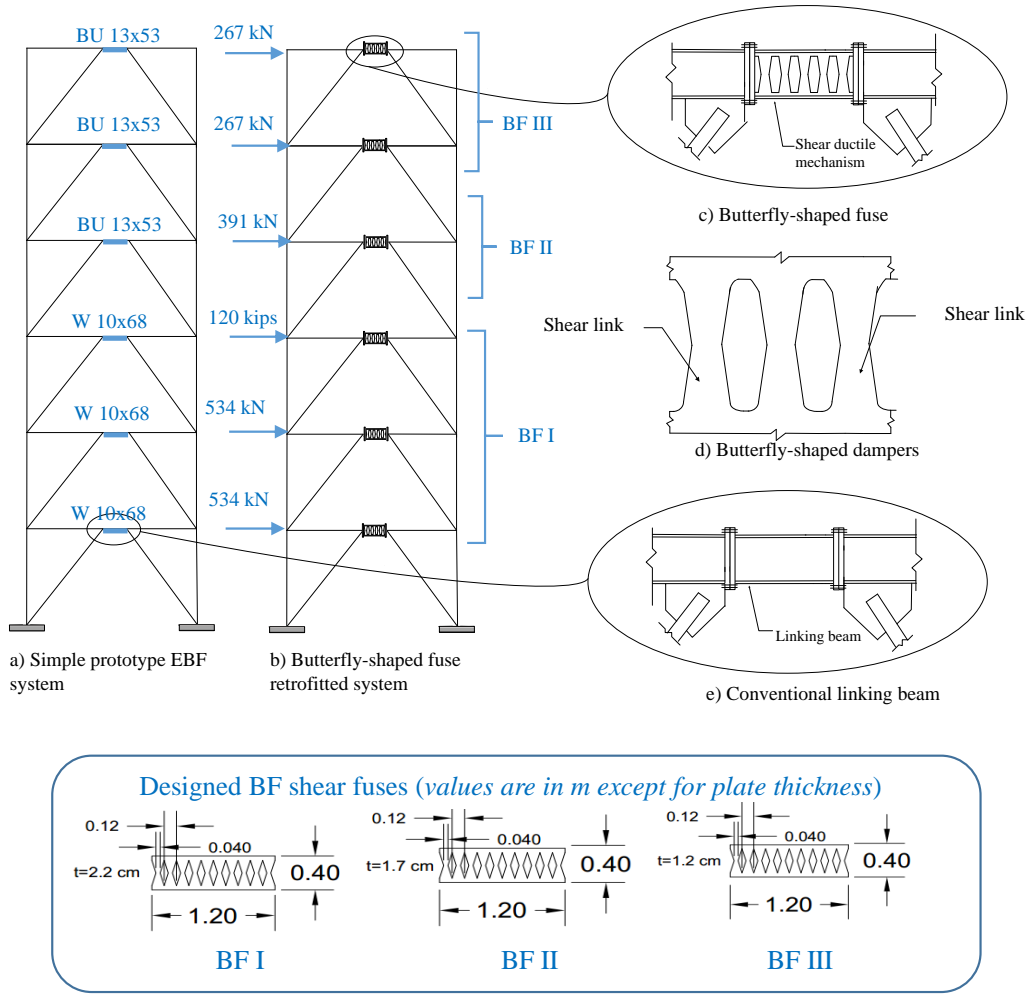 BU 13x53
267 kN
BU 13x53
267 kN
BF III
BU 13x53
391 kN
BF II
W 10x68
120 kips
W 10x68
534 kN
BF I
W 10x68
534 kN
a) Simple prototype EBF
system
b) Butterfly-shaped fuse
retrofitted system
Shear ductile
mechanism
c) Butterfly-shaped fuse
Shear link
Shear link
d) Butterfly-shaped dampers
Linking beam
e) Conventional linking beam
Designed BF shear fuses (values are in m except for plate thickness)
0.12
0.040
t=2.2 cm
0.40
1.20
BF I
0.12
0.040
t=1.7 cm
0.40
1.20
BF II
0.12
0.040
t=1.2 cm
0.40
1.20
BF III